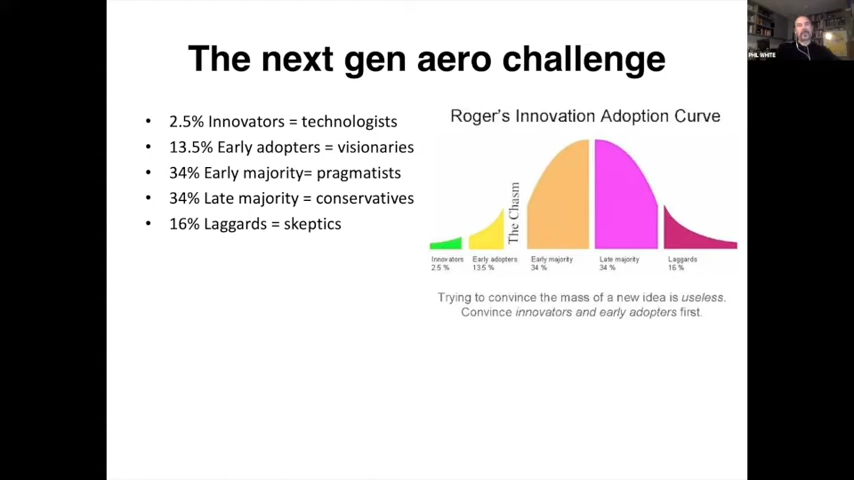 The next gen aero challenge
PHL WHITE
• 2.5% Innovators = technologists
• 13.5% Early adopters = visionaries
• 34% Early majority= pragmatists
• 34% Late majority = conservatives
• 16% Laggards = skeptics
Roger's Innovation Adoption Curve
The Chasm
Innovators
2.5 %
Early adopters
13.5 %
Early majority
34 %
Late majority
34 %
Laggards
16 %
Trying to convince the mass of a new idea is useless.
Convince innovators and early adopters first.